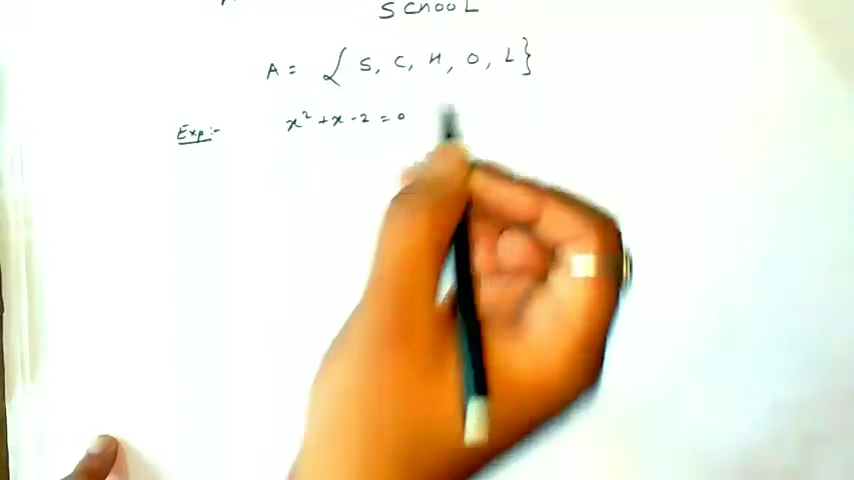 SCHOOL
A = { S, C, H, O, L }
Exp:- x² + x - 2 = 0